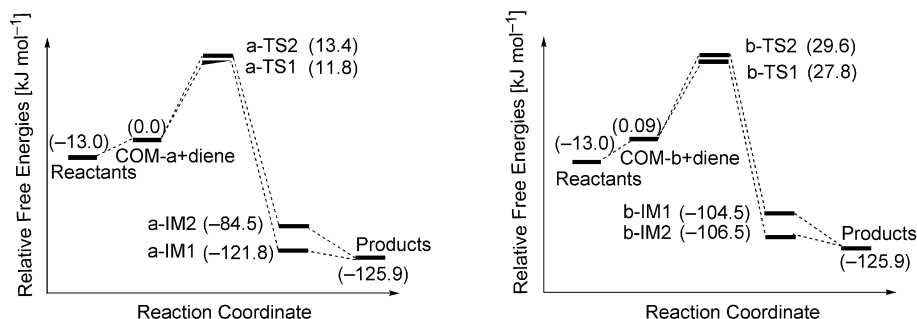 Relative Free Energies [kJ mol⁻¹]
a-TS2 (13.4)
a-TS1 (11.8)
(0.0)
(−13.0)
COM-a+diene
Reactants
a-IM2 (−84.5)
a-IM1 (−121.8)
Products
(−125.9)
Reaction Coordinate
Relative Free Energies [kJ mol⁻¹]
b-TS2 (29.6)
b-TS1 (27.8)
(0.09)
(−13.0)
COM-b+diene
Reactants
b-IM1 (−104.5)
b-IM2 (−106.5)
Products
(−125.9)
Reaction Coordinate